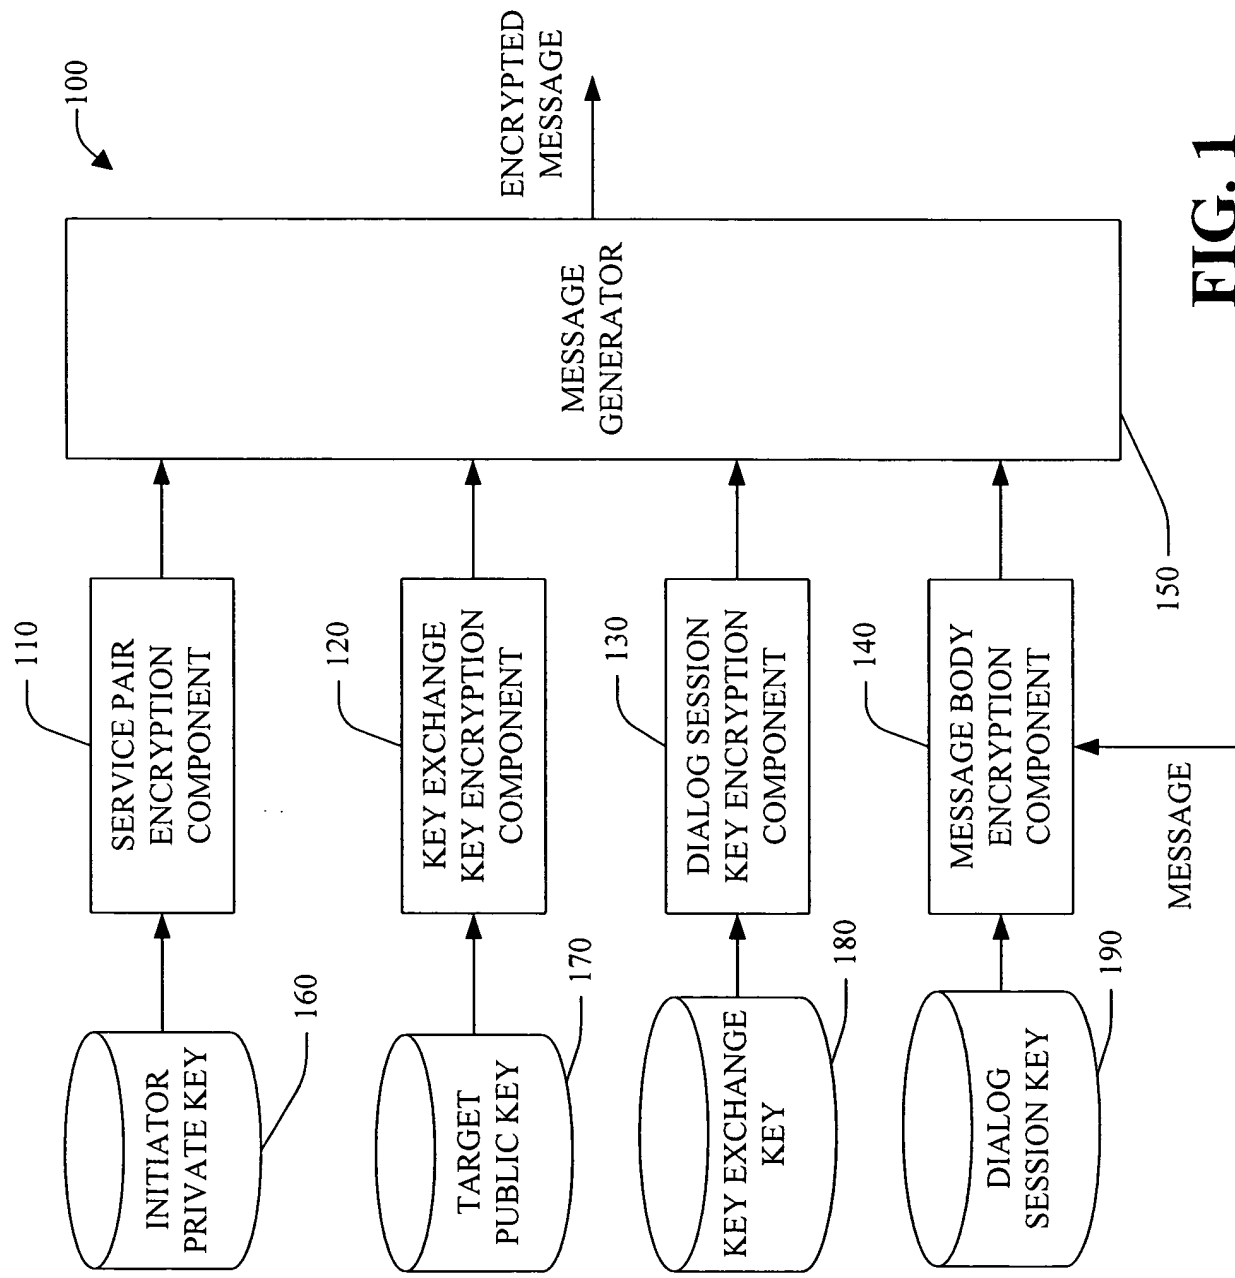 100
INITIATOR
PRIVATE KEY
160
SERVICE PAIR
ENCRYPTION
COMPONENT
110
TARGET
PUBLIC KEY
170
KEY EXCHANGE
KEY ENCRYPTION
COMPONENT
120
KEY EXCHANGE
KEY
180
DIALOG SESSION
KEY ENCRYPTION
COMPONENT
130
DIALOG
SESSION KEY
190
MESSAGE BODY
ENCRYPTION
COMPONENT
140
MESSAGE
MESSAGE
GENERATOR
150
ENCRYPTED
MESSAGE
FIG. 1